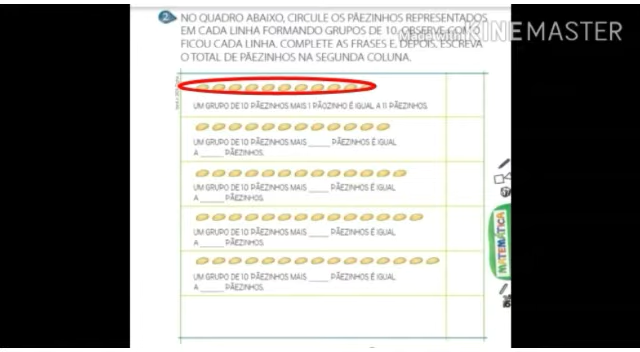 2 NO QUADRO ABAIXO, CIRCULE OS PÃEZINHOS REPRESENTADOS
EM CADA LINHA FORMANDO GRUPOS DE 10. OBSERVE COMO
FICOU CADA LINHA. COMPLETE AS FRASES E, DEPOIS, ESCREVA
O TOTAL DE PÃEZINHOS NA SEGUNDA COLUNA.
Made with KINEMASTER
UM GRUPO DE 10 PÃEZINHOS MAIS 1 PÃOZINHO É IGUAL A 11 PÃEZINHOS.
UM GRUPO DE 10 PÃEZINHOS MAIS _____ PÃEZINHOS É IGUAL
A _____ PÃEZINHOS.
UM GRUPO DE 10 PÃEZINHOS MAIS _____ PÃEZINHOS É IGUAL
A _____ PÃEZINHOS.
UM GRUPO DE 10 PÃEZINHOS MAIS _____ PÃEZINHOS É IGUAL
A _____ PÃEZINHOS.
UM GRUPO DE 10 PÃEZINHOS MAIS _____ PÃEZINHOS É IGUAL
A _____ PÃEZINHOS.
MATEMÁTICA